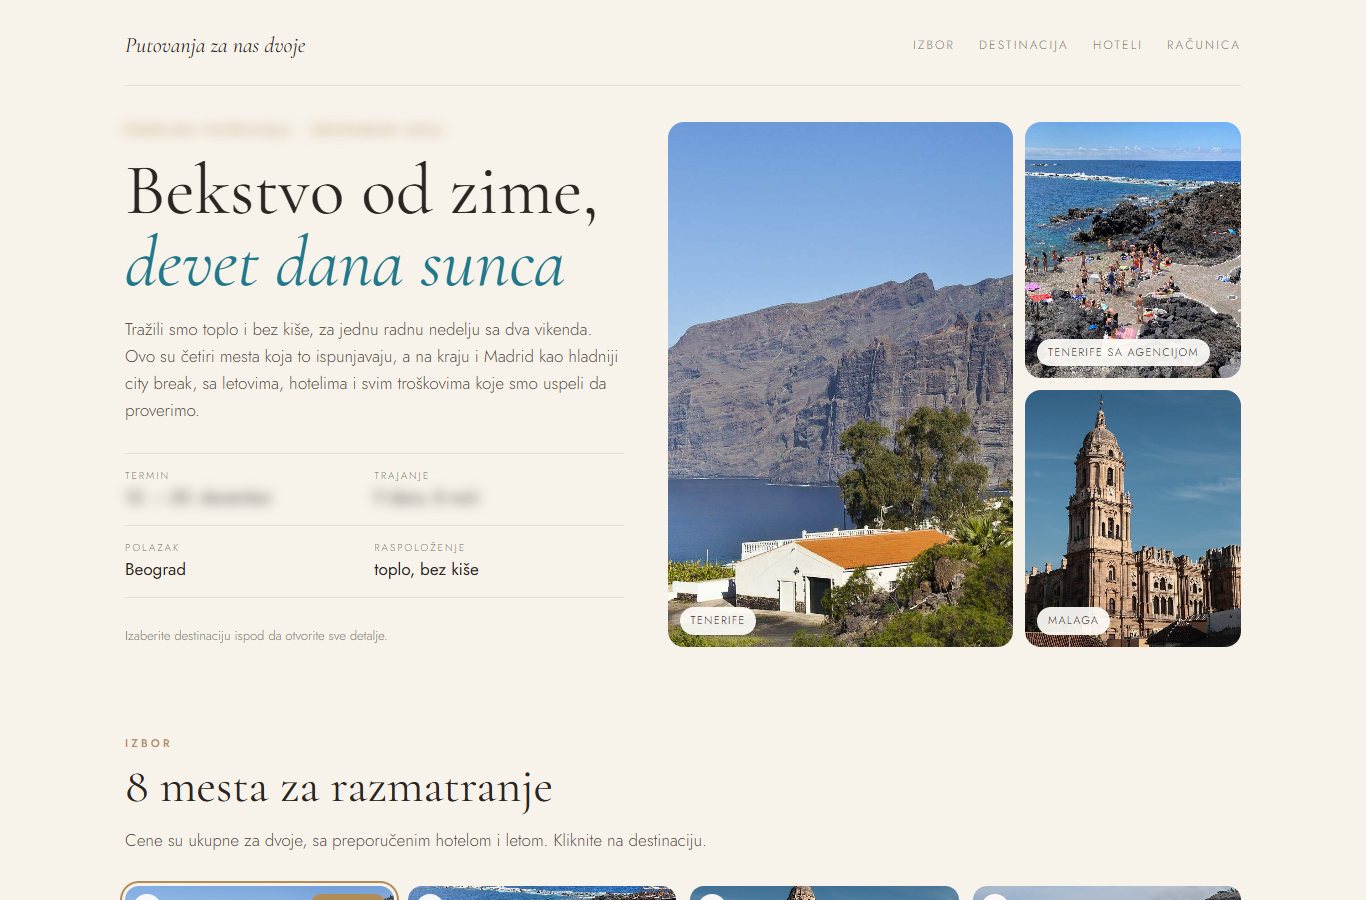 Putovanja za nas dvoje
IZBOR DESTINACIJA HOTELI RAČUNICA
Bekstvo od zime,
devet dana sunca
Tražili smo toplo i bez kiše, za jednu radnu nedelju sa dva vikenda.
Ovo su četiri mesta koja to ispunjavaju, a na kraju i Madrid kao hladniji
city break, sa letovima, hotelima i svim troškovima koje smo uspeli da
proverimo.
TERMIN
TRAJANJE
POLAZAK
Beograd
RASPOLOŽENJE
toplo, bez kiše
Izaberite destinaciju ispod da otvorite sve detalje.
TENERIFE
TENERIFE SA AGENCIJOM
MALAGA
IZBOR
8 mesta za razmatranje
Cene su ukupne za dvoje, sa preporučenim hotelom i letom. Kliknite na destinaciju.